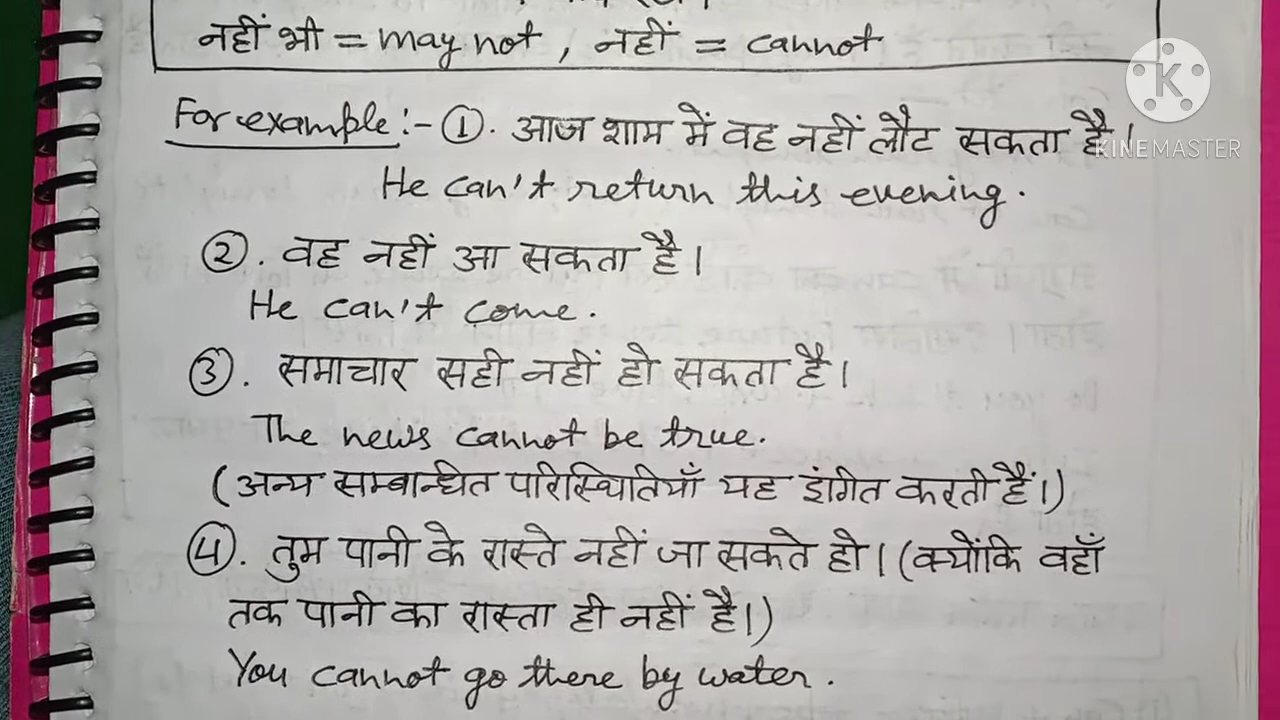 नहीं भी = may not, नहीं = cannot
K
KINEMASTER
For example:- ①. आज शाम में वह नहीं लौट सकता है।
He can't return this evening.
②. वह नहीं आ सकता है।
He can't come.
③. समाचार सही नहीं हो सकता है।
The news cannot be true.
(अन्य सम्बान्धित परिस्थितियाँ यह इंगित करती हैं।)
④. तुम पानी के रास्ते नहीं जा सकते हो। (क्योंकि वहाँ
तक पानी का रास्ता ही नहीं है।)
You cannot go there by water.